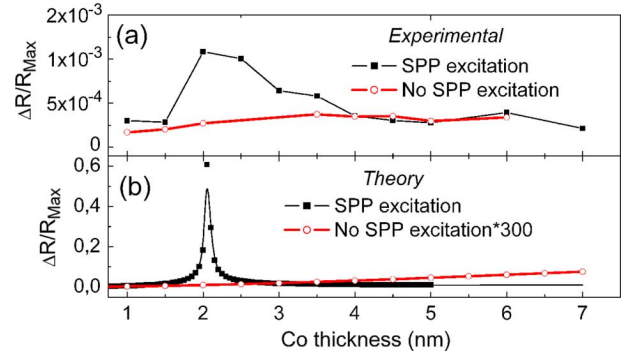 (a)
Experimental
SPP excitation
No SPP excitation
ΔR/R_Max
2x10⁻³
1x10⁻³
5x10⁻⁴
0
(b)
Theory
SPP excitation
No SPP excitation*300
ΔR/R_Max
0,6
0,4
0,2
0,0
1 2 3 4 5 6 7
Co thickness (nm)